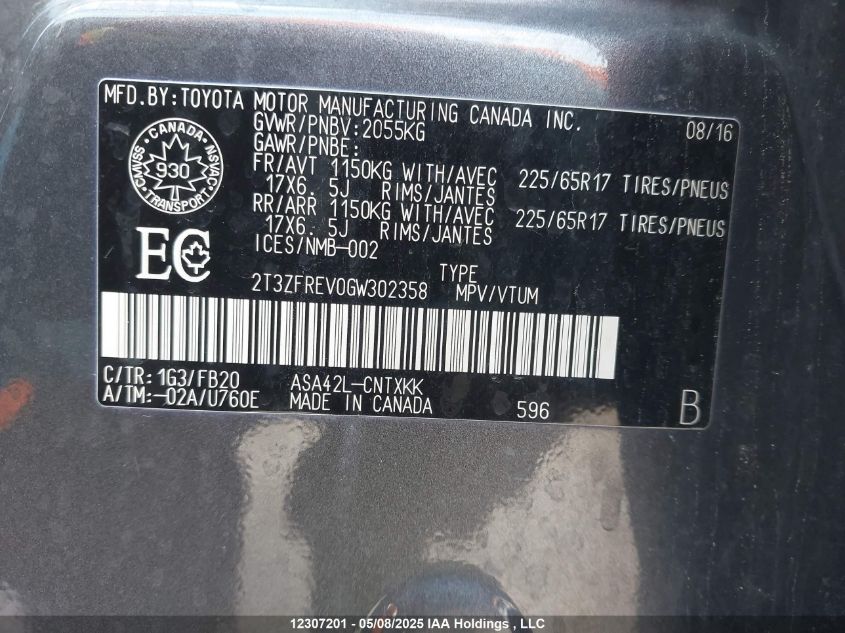 MFD.BY:TOYOTA MOTOR MANUFACTURING CANADA INC. 08/16
GVWR/PNBV:2055KG
GAWR/PNBE:
FR/AVT 1150KG WITH/AVEC 225/65R17 TIRES/PNEUS
17X6. 5J RIMS/JANTES
RR/ARR 1150KG WITH/AVEC 225/65R17 TIRES/PNEUS
17X6. 5J RIMS/JANTES
ICES/NMB-002
CANADA
CMVSS
930
NSVAC
TRANSPORT
EC
TYPE
2T3ZFREV0GW302358 MPV/VTUM
C/TR:1G3/FB20 ASA42L-CNTXKK
A/TM:-02A/U760E MADE IN CANADA 596 B
12307201 - 05/08/2025 IAA Holdings , LLC